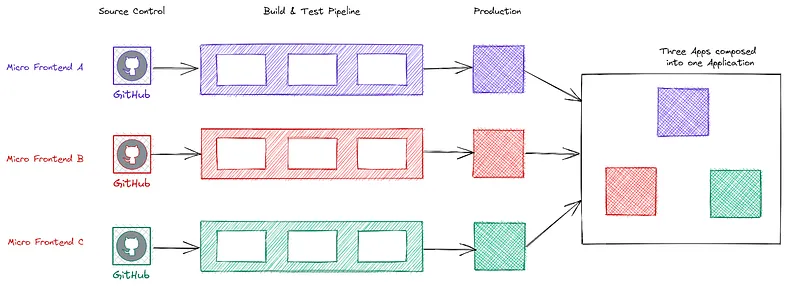 Source Control
Build & Test Pipeline
Production
Three Apps composed
into one Application
Micro Frontend A
GitHub
Micro Frontend B
GitHub
Micro Frontend C
GitHub